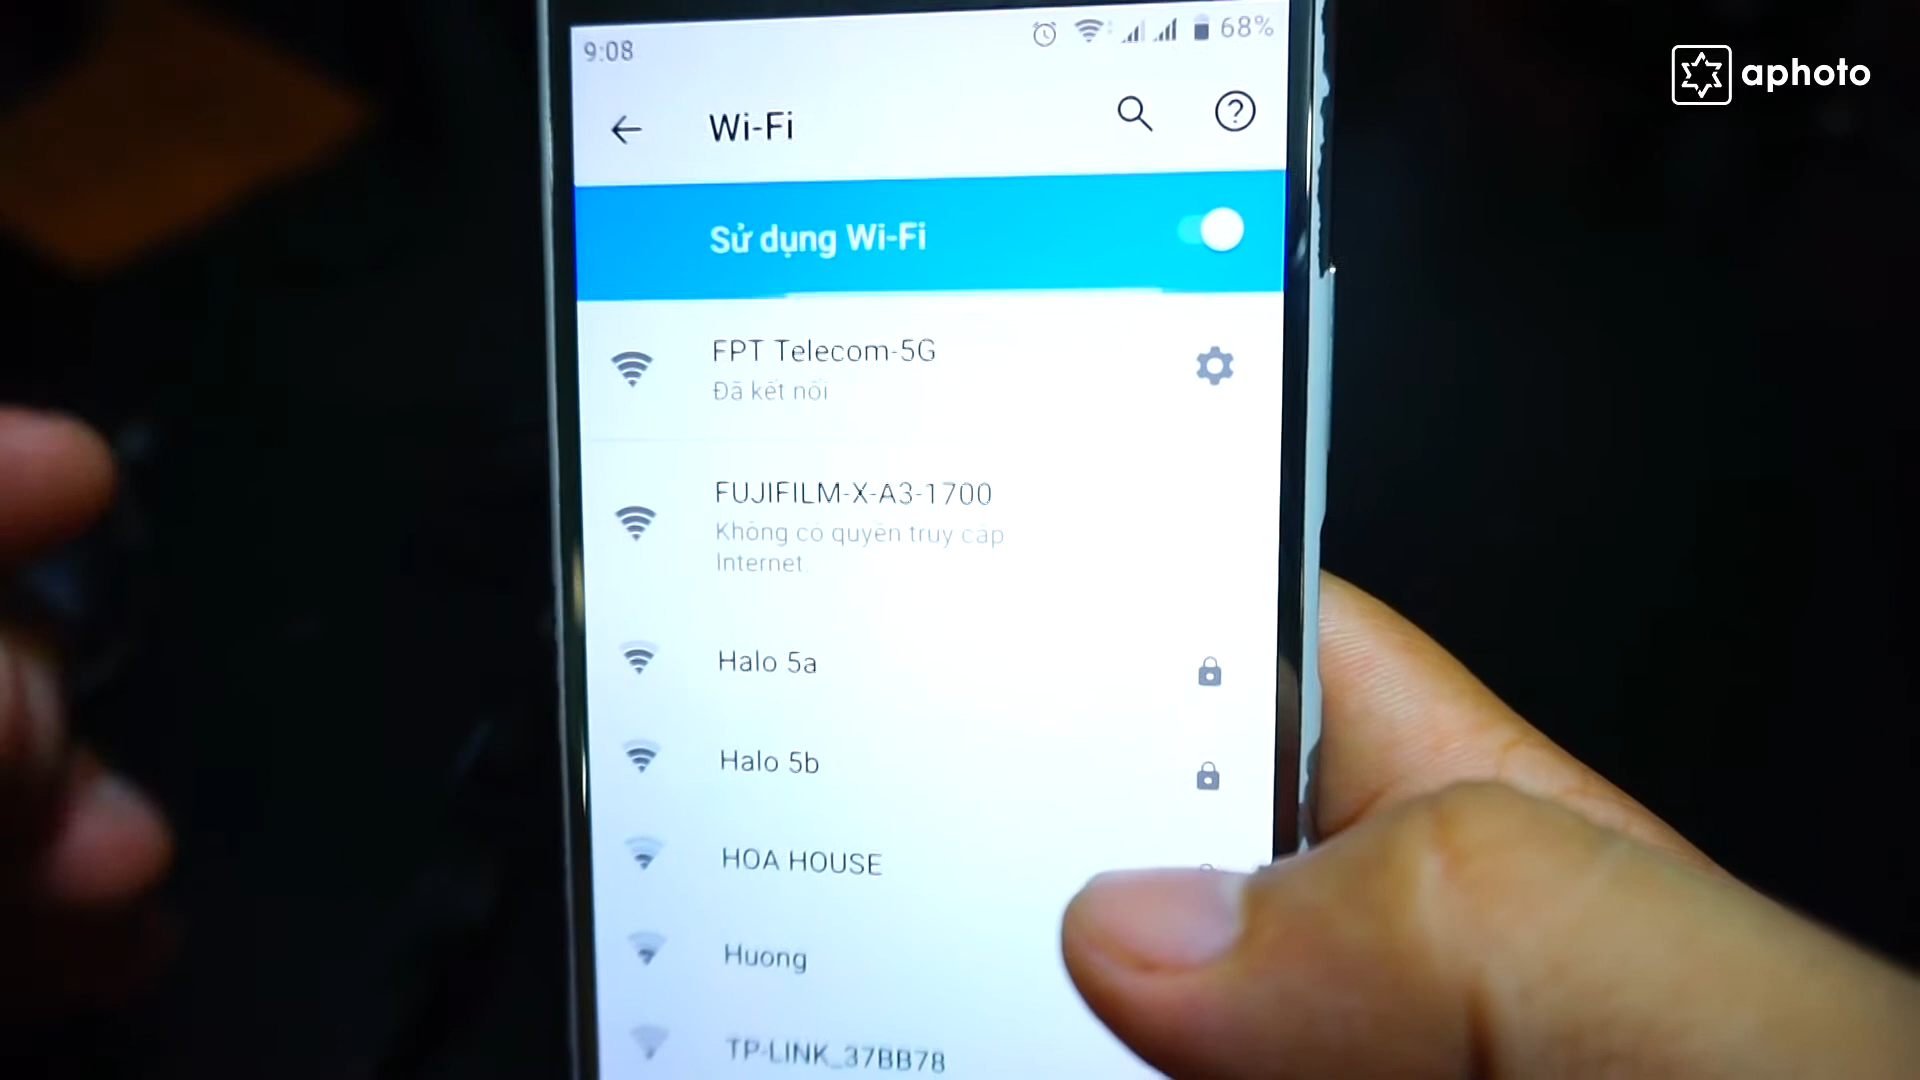 9:08
68%
aphoto
Wi-Fi
Sử dụng Wi-Fi
FPT Telecom-5G
Đã kết nối
FUJIFILM-X-A3-1700
Không có quyền truy cập
Internet.
Halo 5a
Halo 5b
HOA HOUSE
Huong
TP-LINK_37BB78